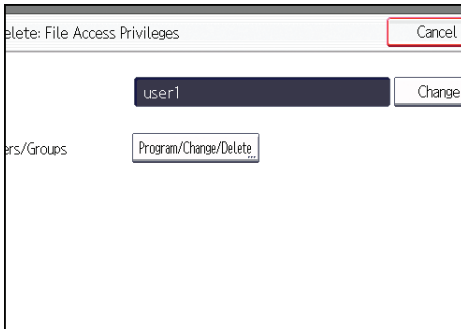 elete: File Access Privileges Cancel
user1 Change
ers/Groups Program/Change/Delete